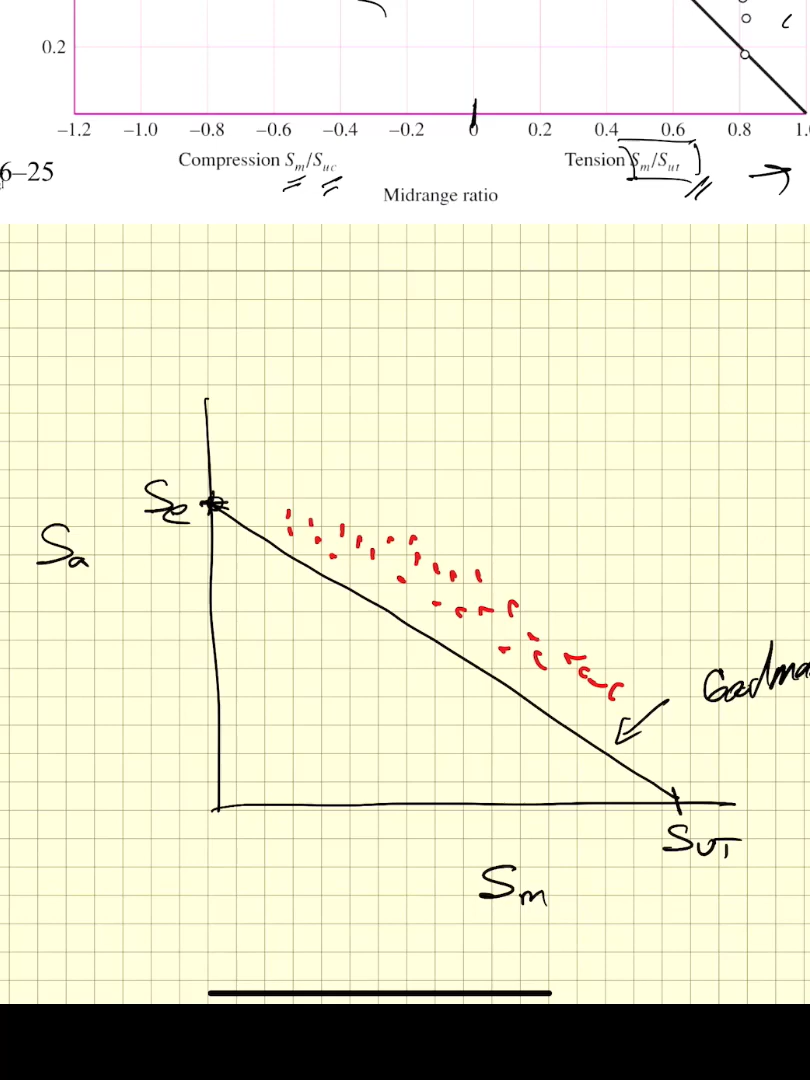 0.2
−1.2 −1.0 −0.8 −0.6 −0.4 −0.2 0 0.2 0.4 0.6 0.8 1.
6–25
Compression Sm/Suc Tension Sm/Sut
Midrange ratio
Se
Sa
Goodma
SUT
Sm